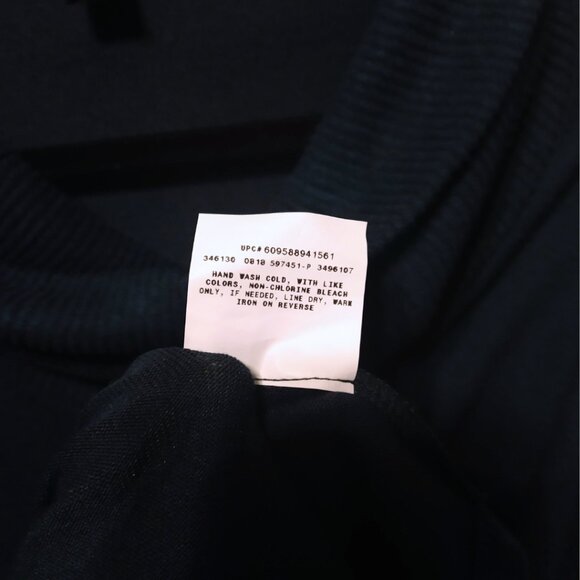 UPC# 609588941561
346130 0818 597451-P 3496107
HAND WASH COLD, WITH LIKE
COLORS, NON-CHLORINE BLEACH
ONLY, IF NEEDED, LINE DRY, WARM
IRON ON REVERSE